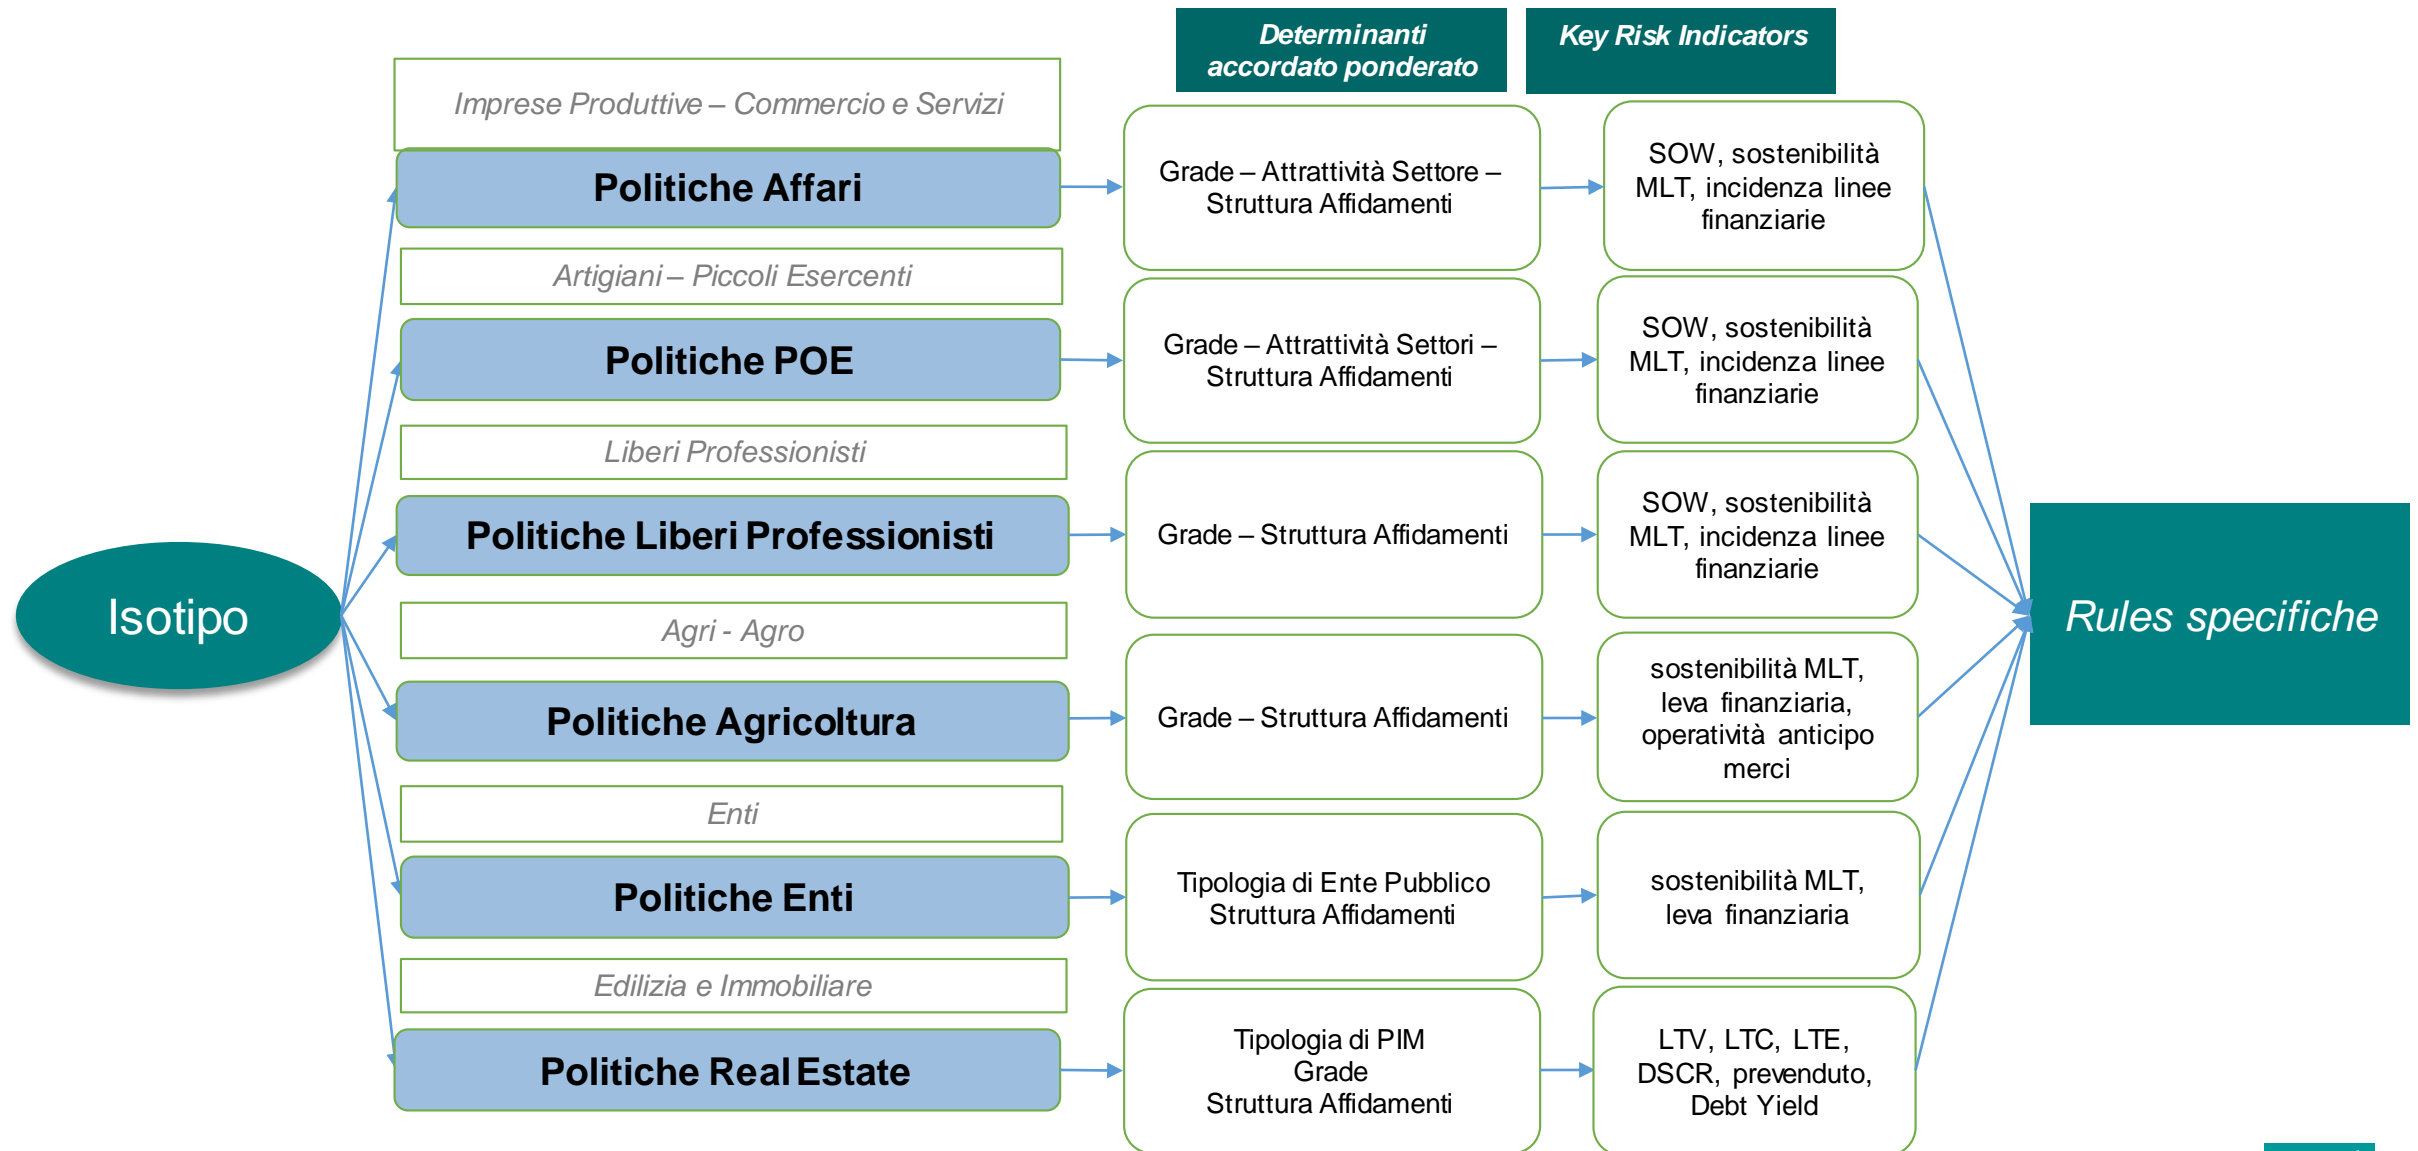 Determinanti
accordato ponderato
Key Risk Indicators
Imprese Produttive – Commercio e Servizi
Politiche Affari
Grade – Attrattività Settore –
Struttura Affidamenti
SOW, sostenibilità
MLT, incidenza linee
finanziarie
Artigiani – Piccoli Esercenti
Politiche POE
Grade – Attrattività Settori –
Struttura Affidamenti
SOW, sostenibilità
MLT, incidenza linee
finanziarie
Liberi Professionisti
Politiche Liberi Professionisti
Grade – Struttura Affidamenti
SOW, sostenibilità
MLT, incidenza linee
finanziarie
Isotipo
Rules specifiche
Agri - Agro
Politiche Agricoltura
Grade – Struttura Affidamenti
sostenibilità MLT,
leva finanziaria,
operatività anticipo
merci
Enti
Politiche Enti
Tipologia di Ente Pubblico
Struttura Affidamenti
sostenibilità MLT,
leva finanziaria
Edilizia e Immobiliare
Politiche Real Estate
Tipologia di PIM
Grade
Struttura Affidamenti
LTV, LTC, LTE,
DSCR, prevenduto,
Debt Yield